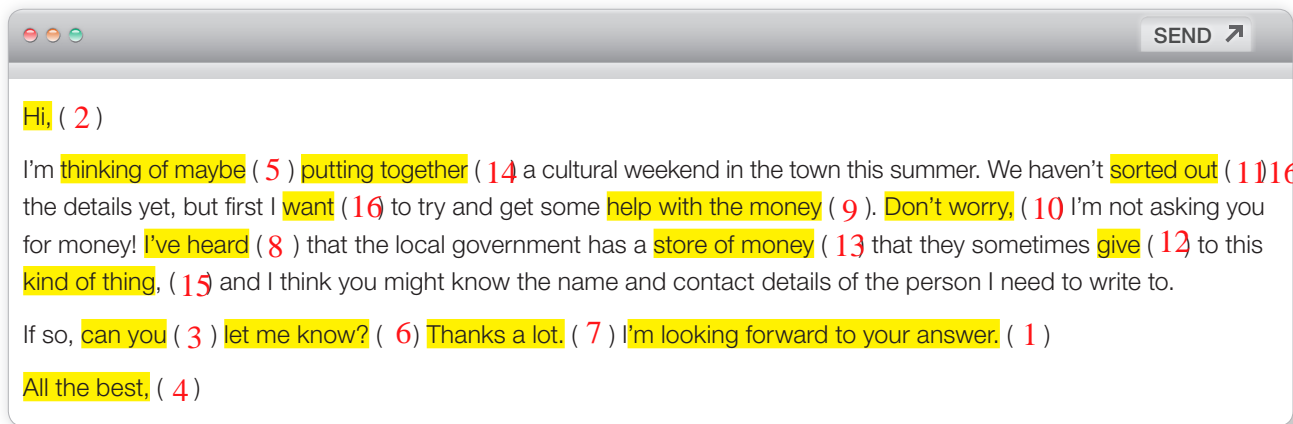 SEND
Hi, ( 2 )
I'm thinking of maybe ( 5 ) putting together ( 14 ) a cultural weekend in the town this summer. We haven't sorted out ( 11 ) 16
the details yet, but first I want ( 16 ) to try and get some help with the money ( 9 ). Don't worry, ( 10 ) I'm not asking you
for money! I've heard ( 8 ) that the local government has a store of money ( 13 ) that they sometimes give ( 12 ) to this
kind of thing, ( 15 ) and I think you might know the name and contact details of the person I need to write to.
If so, can you ( 3 ) let me know? ( 6 ) Thanks a lot. ( 7 ) I'm looking forward to your answer. ( 1 )
All the best, ( 4 )